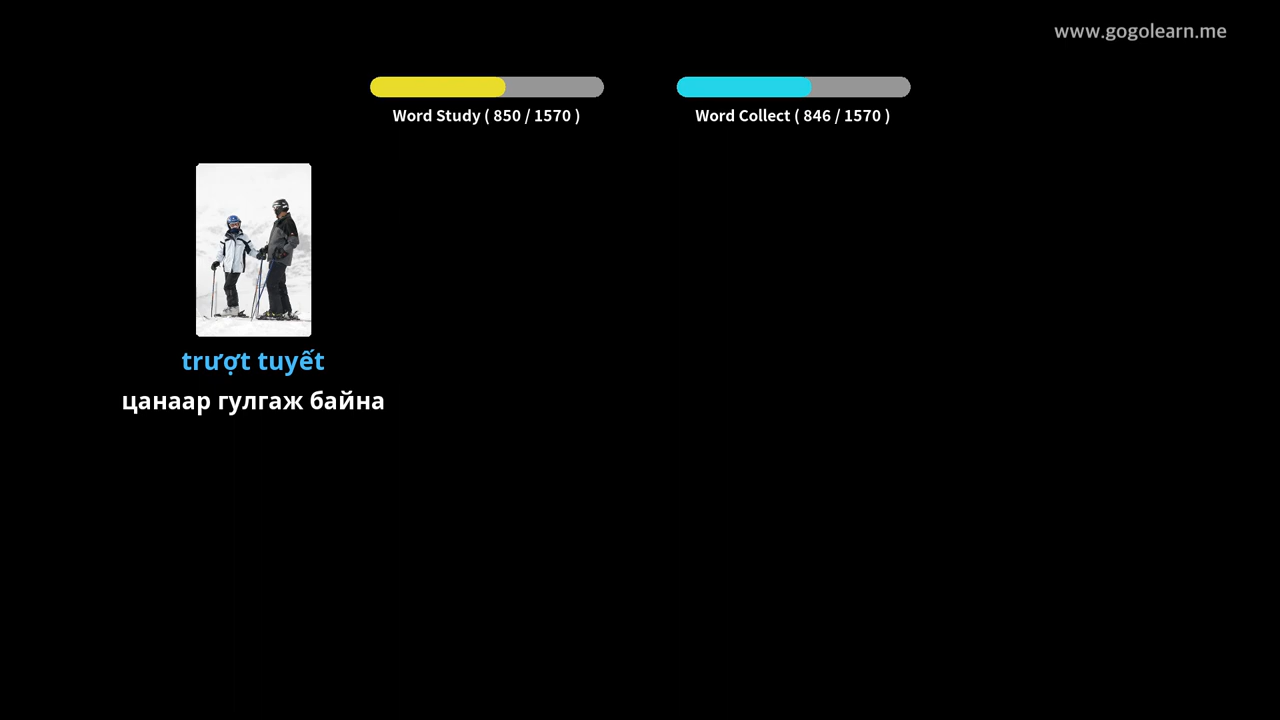 www.gogolearn.me
Word Study ( 850 / 1570 )
Word Collect ( 846 / 1570 )
trượt tuyết
цанаар гулгаж байна